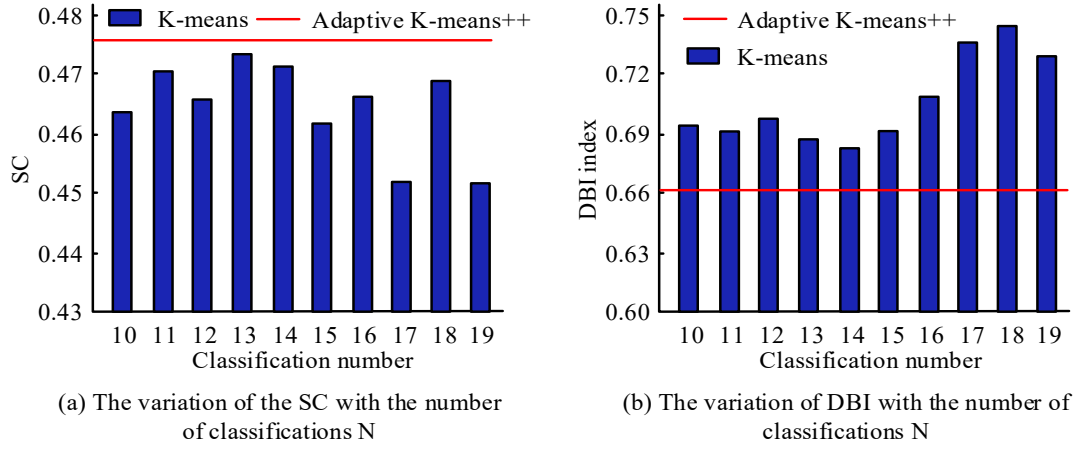 0.48
0.47
0.46
0.45
0.44
0.43
SC
K-means
Adaptive K-means++
10 11 12 13 14 15 16 17 18 19
Classification number
(a) The variation of the SC with the number
of classifications N
0.75
0.72
0.69
0.66
0.63
0.60
DBI index
Adaptive K-means++
K-means
10 11 12 13 14 15 16 17 18 19
Classification number
(b) The variation of DBI with the number of
classifications N